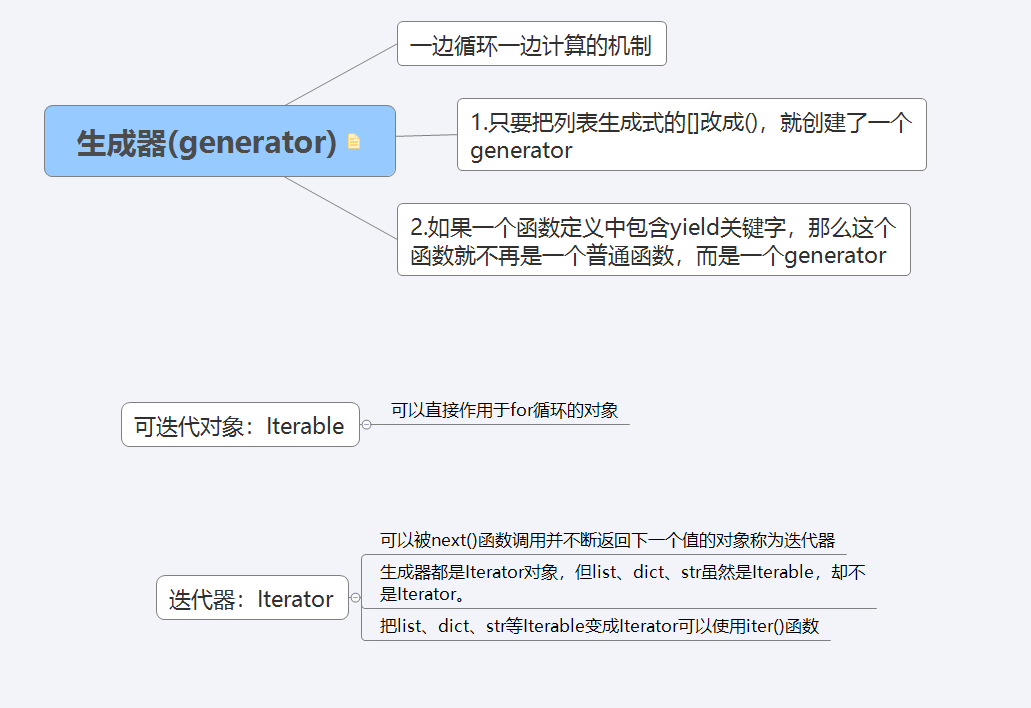 一边循环一边计算的机制
生成器(generator)
1.只要把列表生成式的[]改成()，就创建了一个
generator
2.如果一个函数定义中包含yield关键字，那么这个
函数就不再是一个普通函数，而是一个generator
可迭代对象：Iterable
可以直接作用于for循环的对象
迭代器：Iterator
可以被next()函数调用并不断返回下一个值的对象称为迭代器
生成器都是Iterator对象，但list、dict、str虽然是Iterable，却不
是Iterator。
把list、dict、str等Iterable变成Iterator可以使用iter()函数